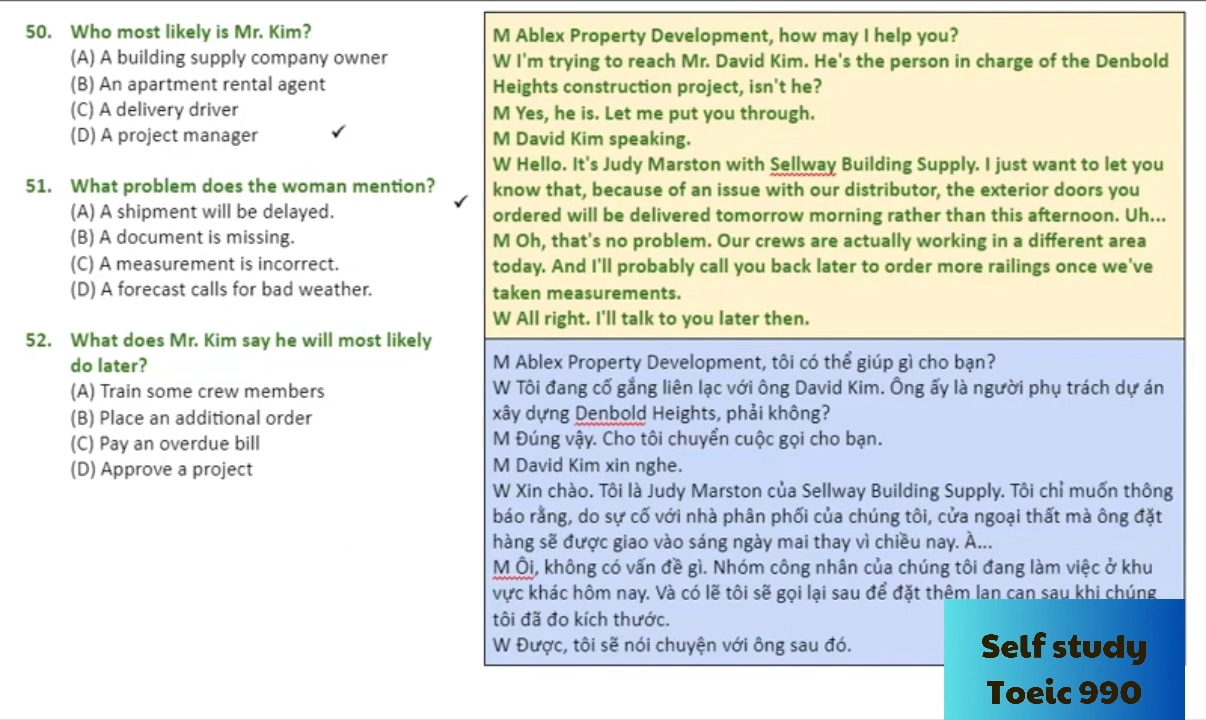 50. Who most likely is Mr. Kim?
(A) A building supply company owner
(B) An apartment rental agent
(C) A delivery driver
(D) A project manager ✓
51. What problem does the woman mention?
(A) A shipment will be delayed. ✓
(B) A document is missing.
(C) A measurement is incorrect.
(D) A forecast calls for bad weather.
52. What does Mr. Kim say he will most likely
do later?
(A) Train some crew members
(B) Place an additional order
(C) Pay an overdue bill
(D) Approve a project
M Ablex Property Development, how may I help you?
W I'm trying to reach Mr. David Kim. He's the person in charge of the Denbold
Heights construction project, isn't he?
M Yes, he is. Let me put you through.
M David Kim speaking.
W Hello. It's Judy Marston with Sellway Building Supply. I just want to let you
know that, because of an issue with our distributor, the exterior doors you
ordered will be delivered tomorrow morning rather than this afternoon. Uh...
M Oh, that's no problem. Our crews are actually working in a different area
today. And I'll probably call you back later to order more railings once we've
taken measurements.
W All right. I'll talk to you later then.
M Ablex Property Development, tôi có thể giúp gì cho bạn?
W Tôi đang cố gắng liên lạc với ông David Kim. Ông ấy là người phụ trách dự án
xây dựng Denbold Heights, phải không?
M Đúng vậy. Cho tôi chuyển cuộc gọi cho bạn.
M David Kim xin nghe.
W Xin chào. Tôi là Judy Marston của Sellway Building Supply. Tôi chỉ muốn thông
báo rằng, do sự cố với nhà phân phối của chúng tôi, cửa ngoại thất mà ông đặt
hàng sẽ được giao vào sáng ngày mai thay vì chiều nay. À...
M Ôi, không có vấn đề gì. Nhóm công nhân của chúng tôi đang làm việc ở khu
vực khác hôm nay. Và có lẽ tôi sẽ gọi lại sau để đặt thêm lan can sau khi chúng
tôi đã đo kích thước.
W Được, tôi sẽ nói chuyện với ông sau đó.
Self study
Toeic 990